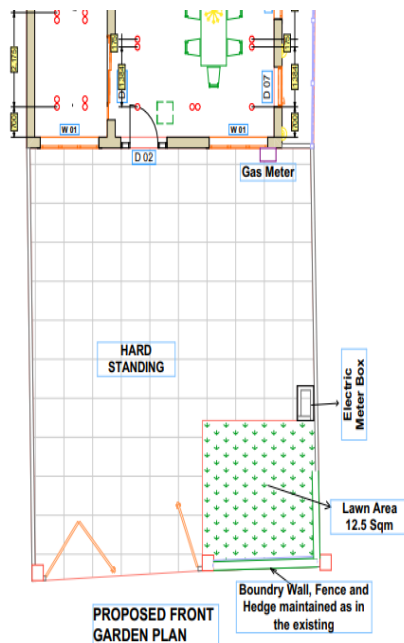 W 01
D 02
W 01
D 07
Gas Meter
HARD
STANDING
Electric
Meter Box
Lawn Area
12.5 Sqm
Boundry Wall, Fence and
Hedge maintained as in
the existing
PROPOSED FRONT
GARDEN PLAN